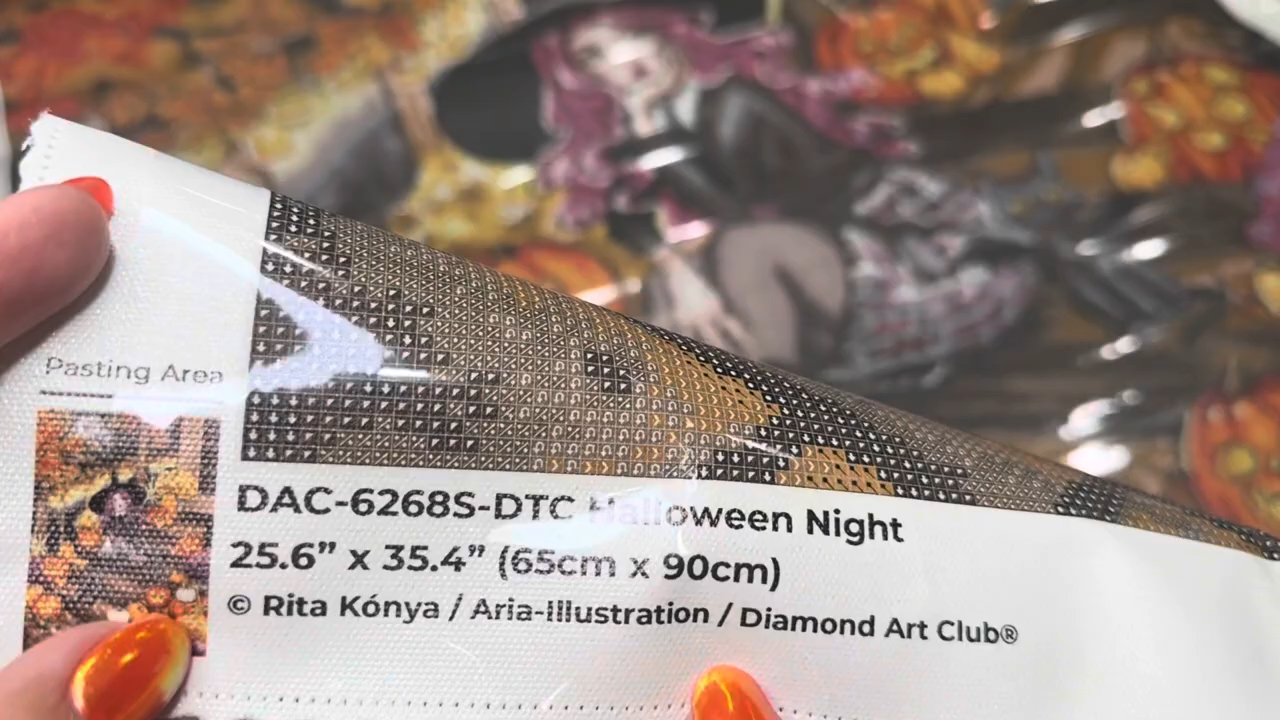 Pasting Area
DAC-6268S-DTC Halloween Night
25.6” x 35.4” (65cm x 90cm)
© Rita Kónya / Aria-Illustration / Diamond Art Club®